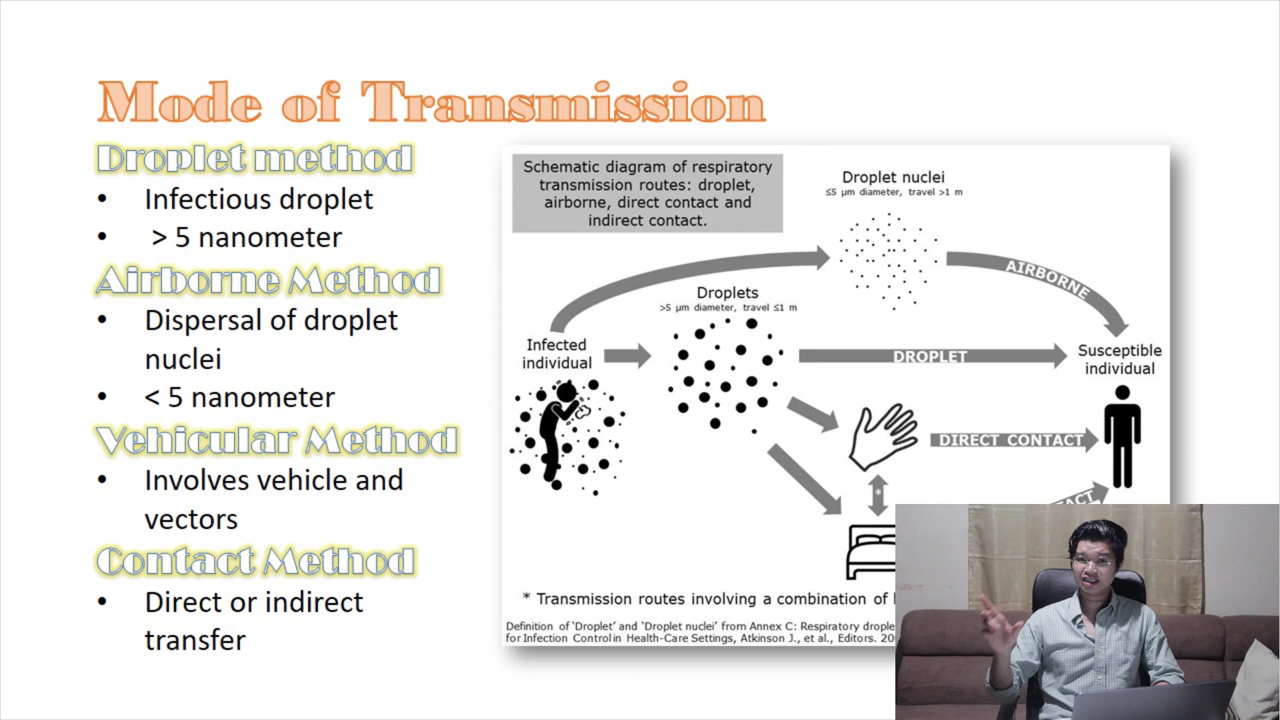 Mode of Transmission
Droplet method
• Infectious droplet
• > 5 nanometer
Airborne Method
• Dispersal of droplet
nuclei
• < 5 nanometer
Vehicular Method
• Involves vehicle and
vectors
Contact Method
• Direct or indirect
transfer
Schematic diagram of respiratory
transmission routes: droplet,
airborne, direct contact and
indirect contact.
Droplet nuclei
≤5 µm diameter, travel >1 m
AIRBORNE
Droplets
>5 µm diameter, travel ≤1 m
Infected
individual
DROPLET
Susceptible
individual
DIRECT CONTACT
*
* Transmission routes involving a combination of
Definition of 'Droplet' and 'Droplet nuclei' from Annex C: Respiratory
for Infection Control in Health-Care Settings, Atkinson J., et al., Editors.